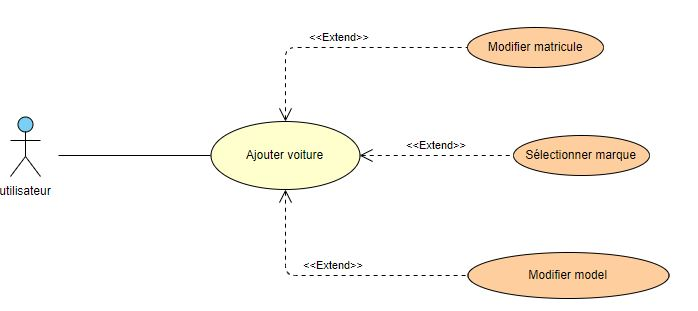 <<Extend>>
Modifier matricule
Ajouter voiture
<<Extend>>
Sélectionner marque
utilisateur
<<Extend>>
Modifier model